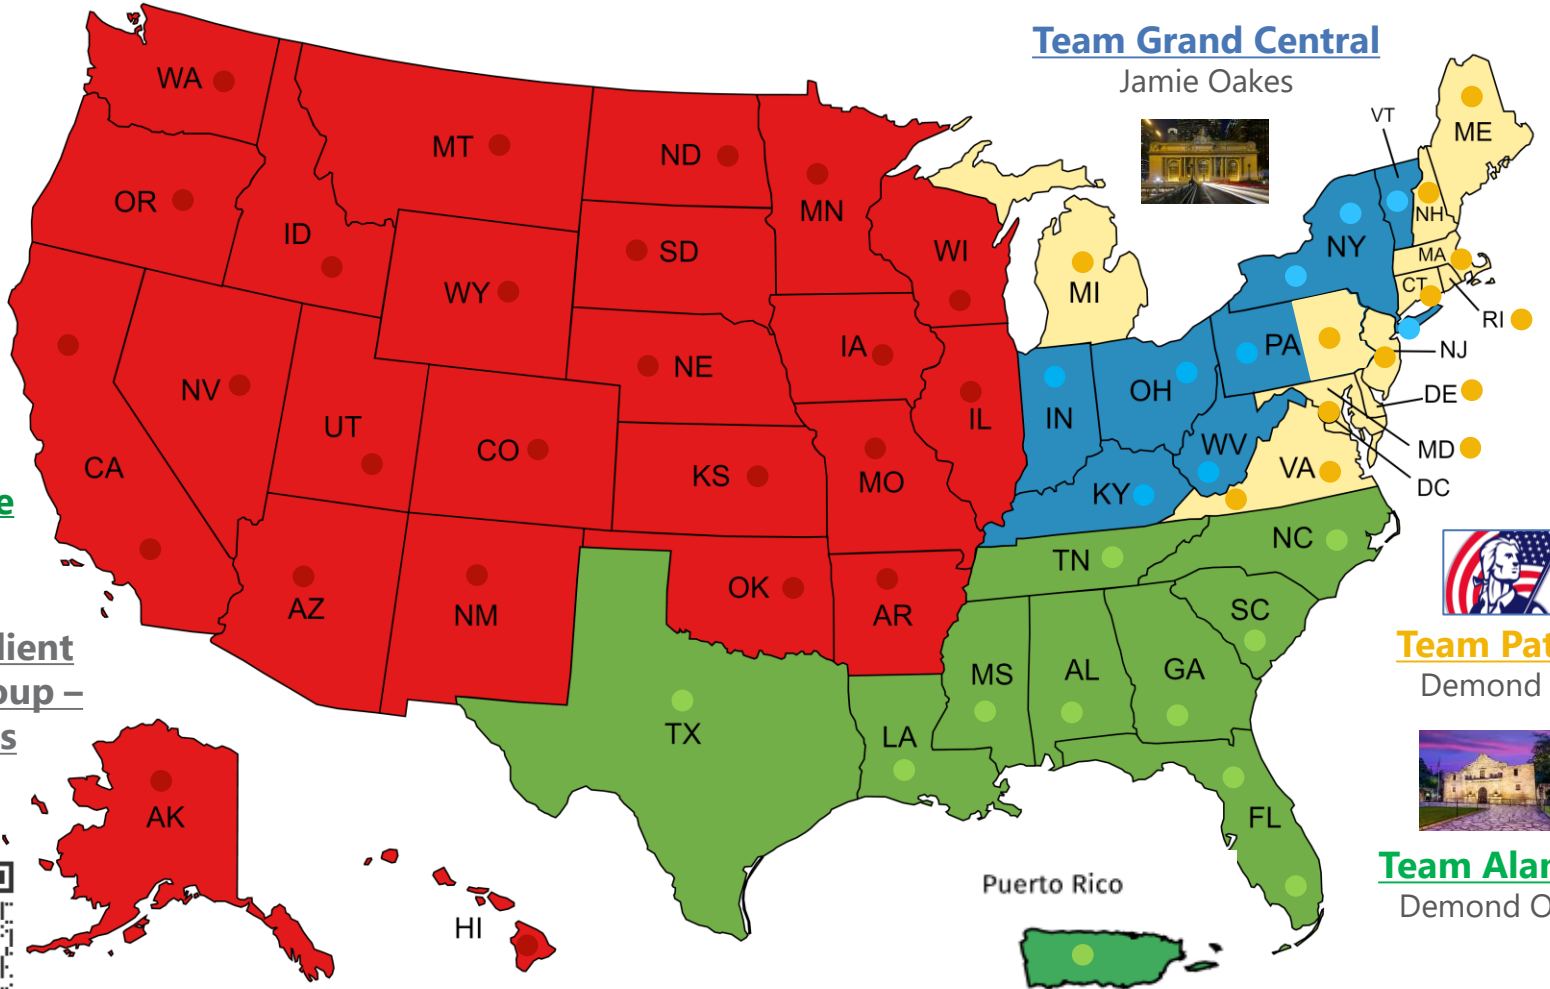 Team Grand Central
Jamie Oakes
WA
MT
ND
MN
OR
ID
SD
WI
WY
MI
VT
ME
NH
NY
MA
CT
RI
IA
NE
NV
UT
CO
IL
IN
OH
PA
NJ
DE
MD
DC
CA
KS
MO
KY
WV
VA
AZ
NM
OK
AR
TN
NC
SC
MS
AL
GA
TX
LA
FL
AK
HI
Puerto Rico
Team
Demond
Team
Demond